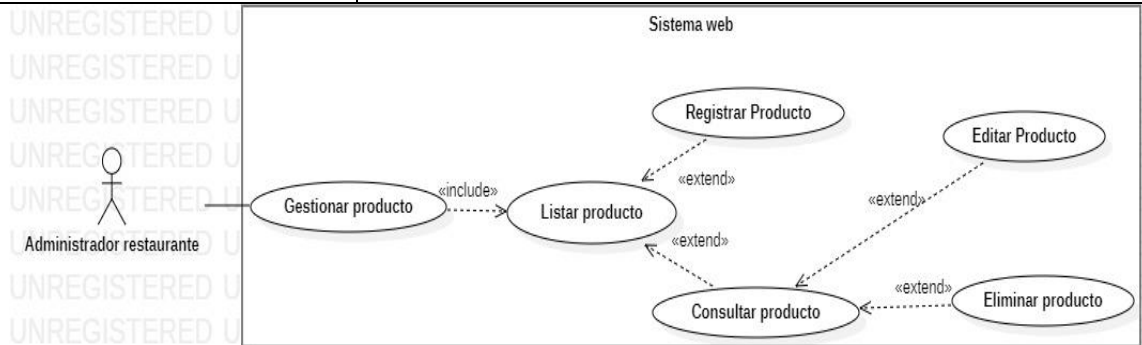 UNREGISTERED U
Sistema web
UNREGISTERED U
UNREGISTERED U
Registrar Producto
Editar Producto
UNREGISTERED U
«extend»
«include»
UNREGISTERED U
Gestionar producto
Listar producto
«extend»
Administrador restaurante
UNREGISTERED U
«extend»
UNREGISTERED U
«extend»
Eliminar producto
Consultar producto
UNREGISTERED U